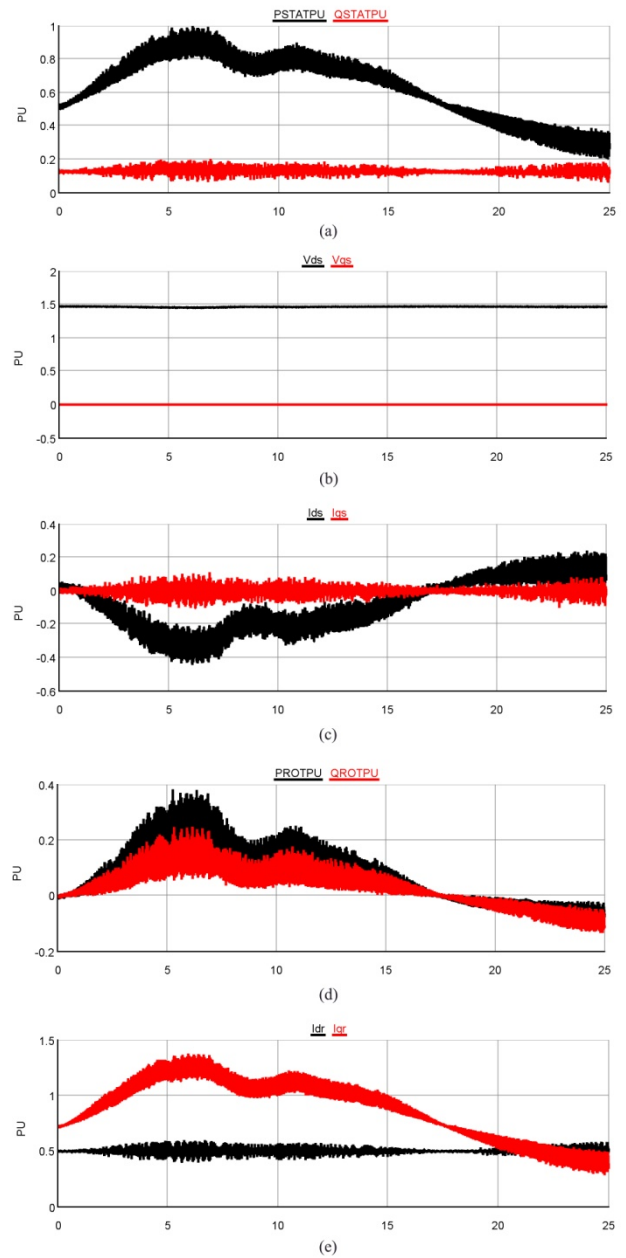 PSTATPU QSTATPU
1
0.8
0.6
0.4
0.2
0
PU
0 5 10 15 20 25
(a)
Vds Vqs
2
1.5
1
0.5
0
-0.5
PU
0 5 10 15 20 25
(b)
Ids Iqs
0.4
0.2
0
-0.2
-0.4
-0.6
PU
0 5 10 15 20 25
(c)
PROTPU QROTPU
0.4
0.2
0
-0.2
PU
0 5 10 15 20 25
(d)
Idr Iqr
1.5
1
0.5
0
PU
0 5 10 15 20 25
(e)